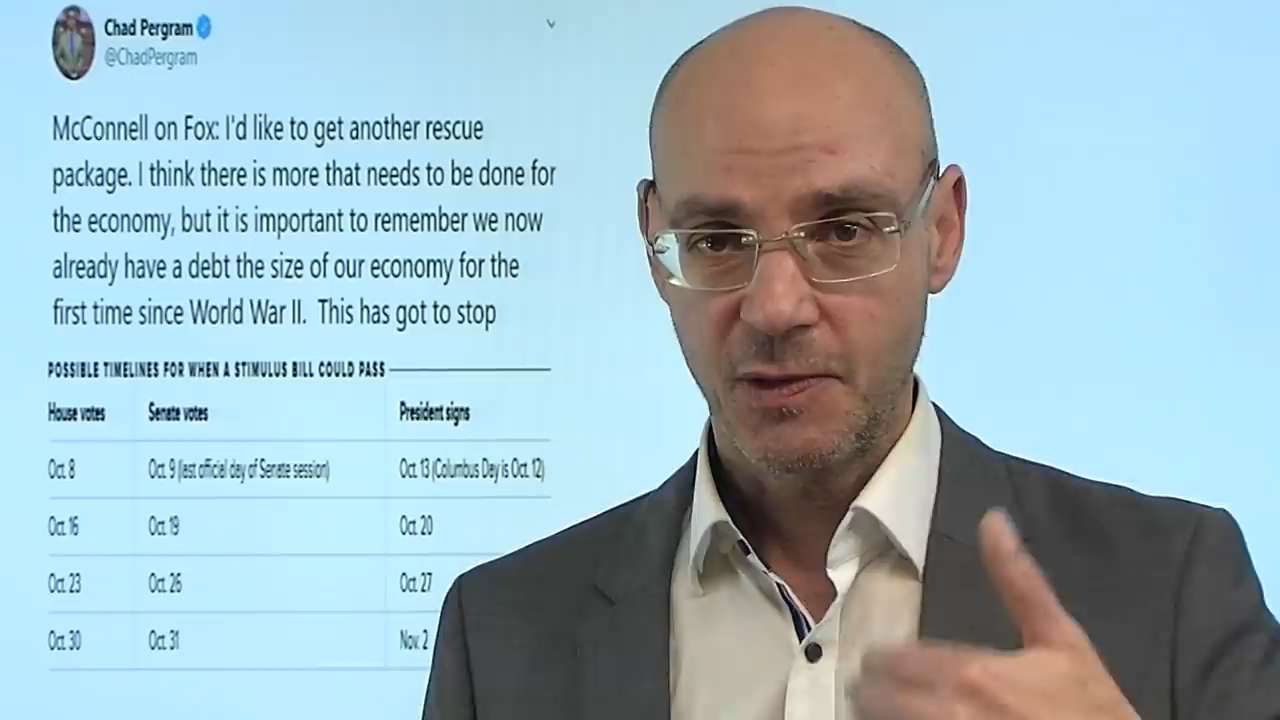 Chad Pergram
@ChadPergram
McConnell on Fox: I'd like to get another rescue
package. I think there is more that needs to be done for
the economy, but it is important to remember we now
already have a debt the size of our economy for the
first time since World War II. This has got to stop
POSSIBLE TIMELINES FOR WHEN A STIMULUS BILL COULD PASS
House votes Senate votes President signs
Oct. 8 Oct. 9 (last official day of Senate session) Oct. 13 (Columbus Day is Oct. 12)
Oct. 16 Oct. 19 Oct. 20
Oct. 23 Oct. 26 Oct. 27
Oct. 30 Oct. 31 Nov. 2